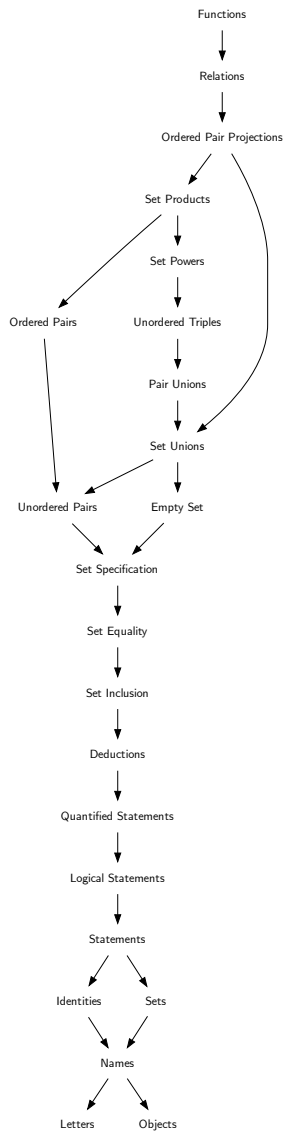 Functions
Relations
Ordered Pair Projections
Set Products
Set Powers
Ordered Pairs
Unordered Triples
Pair Unions
Set Unions
Unordered Pairs
Empty Set
Set Specification
Set Equality
Set Inclusion
Deductions
Quantified Statements
Logical Statements
Statements
Identities
Sets
Names
Letters
Objects